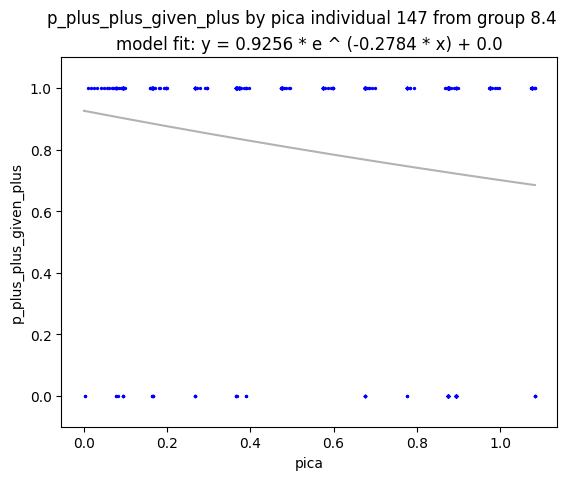 p_plus_plus_given_plus by pica individual 147 from group 8.4
model fit: y = 0.9256 * e ^ (-0.2784 * x) + 0.0
1.0
0.8
0.6
0.4
0.2
0.0
p_plus_plus_given_plus
0.0 0.2 0.4 0.6 0.8 1.0
pica